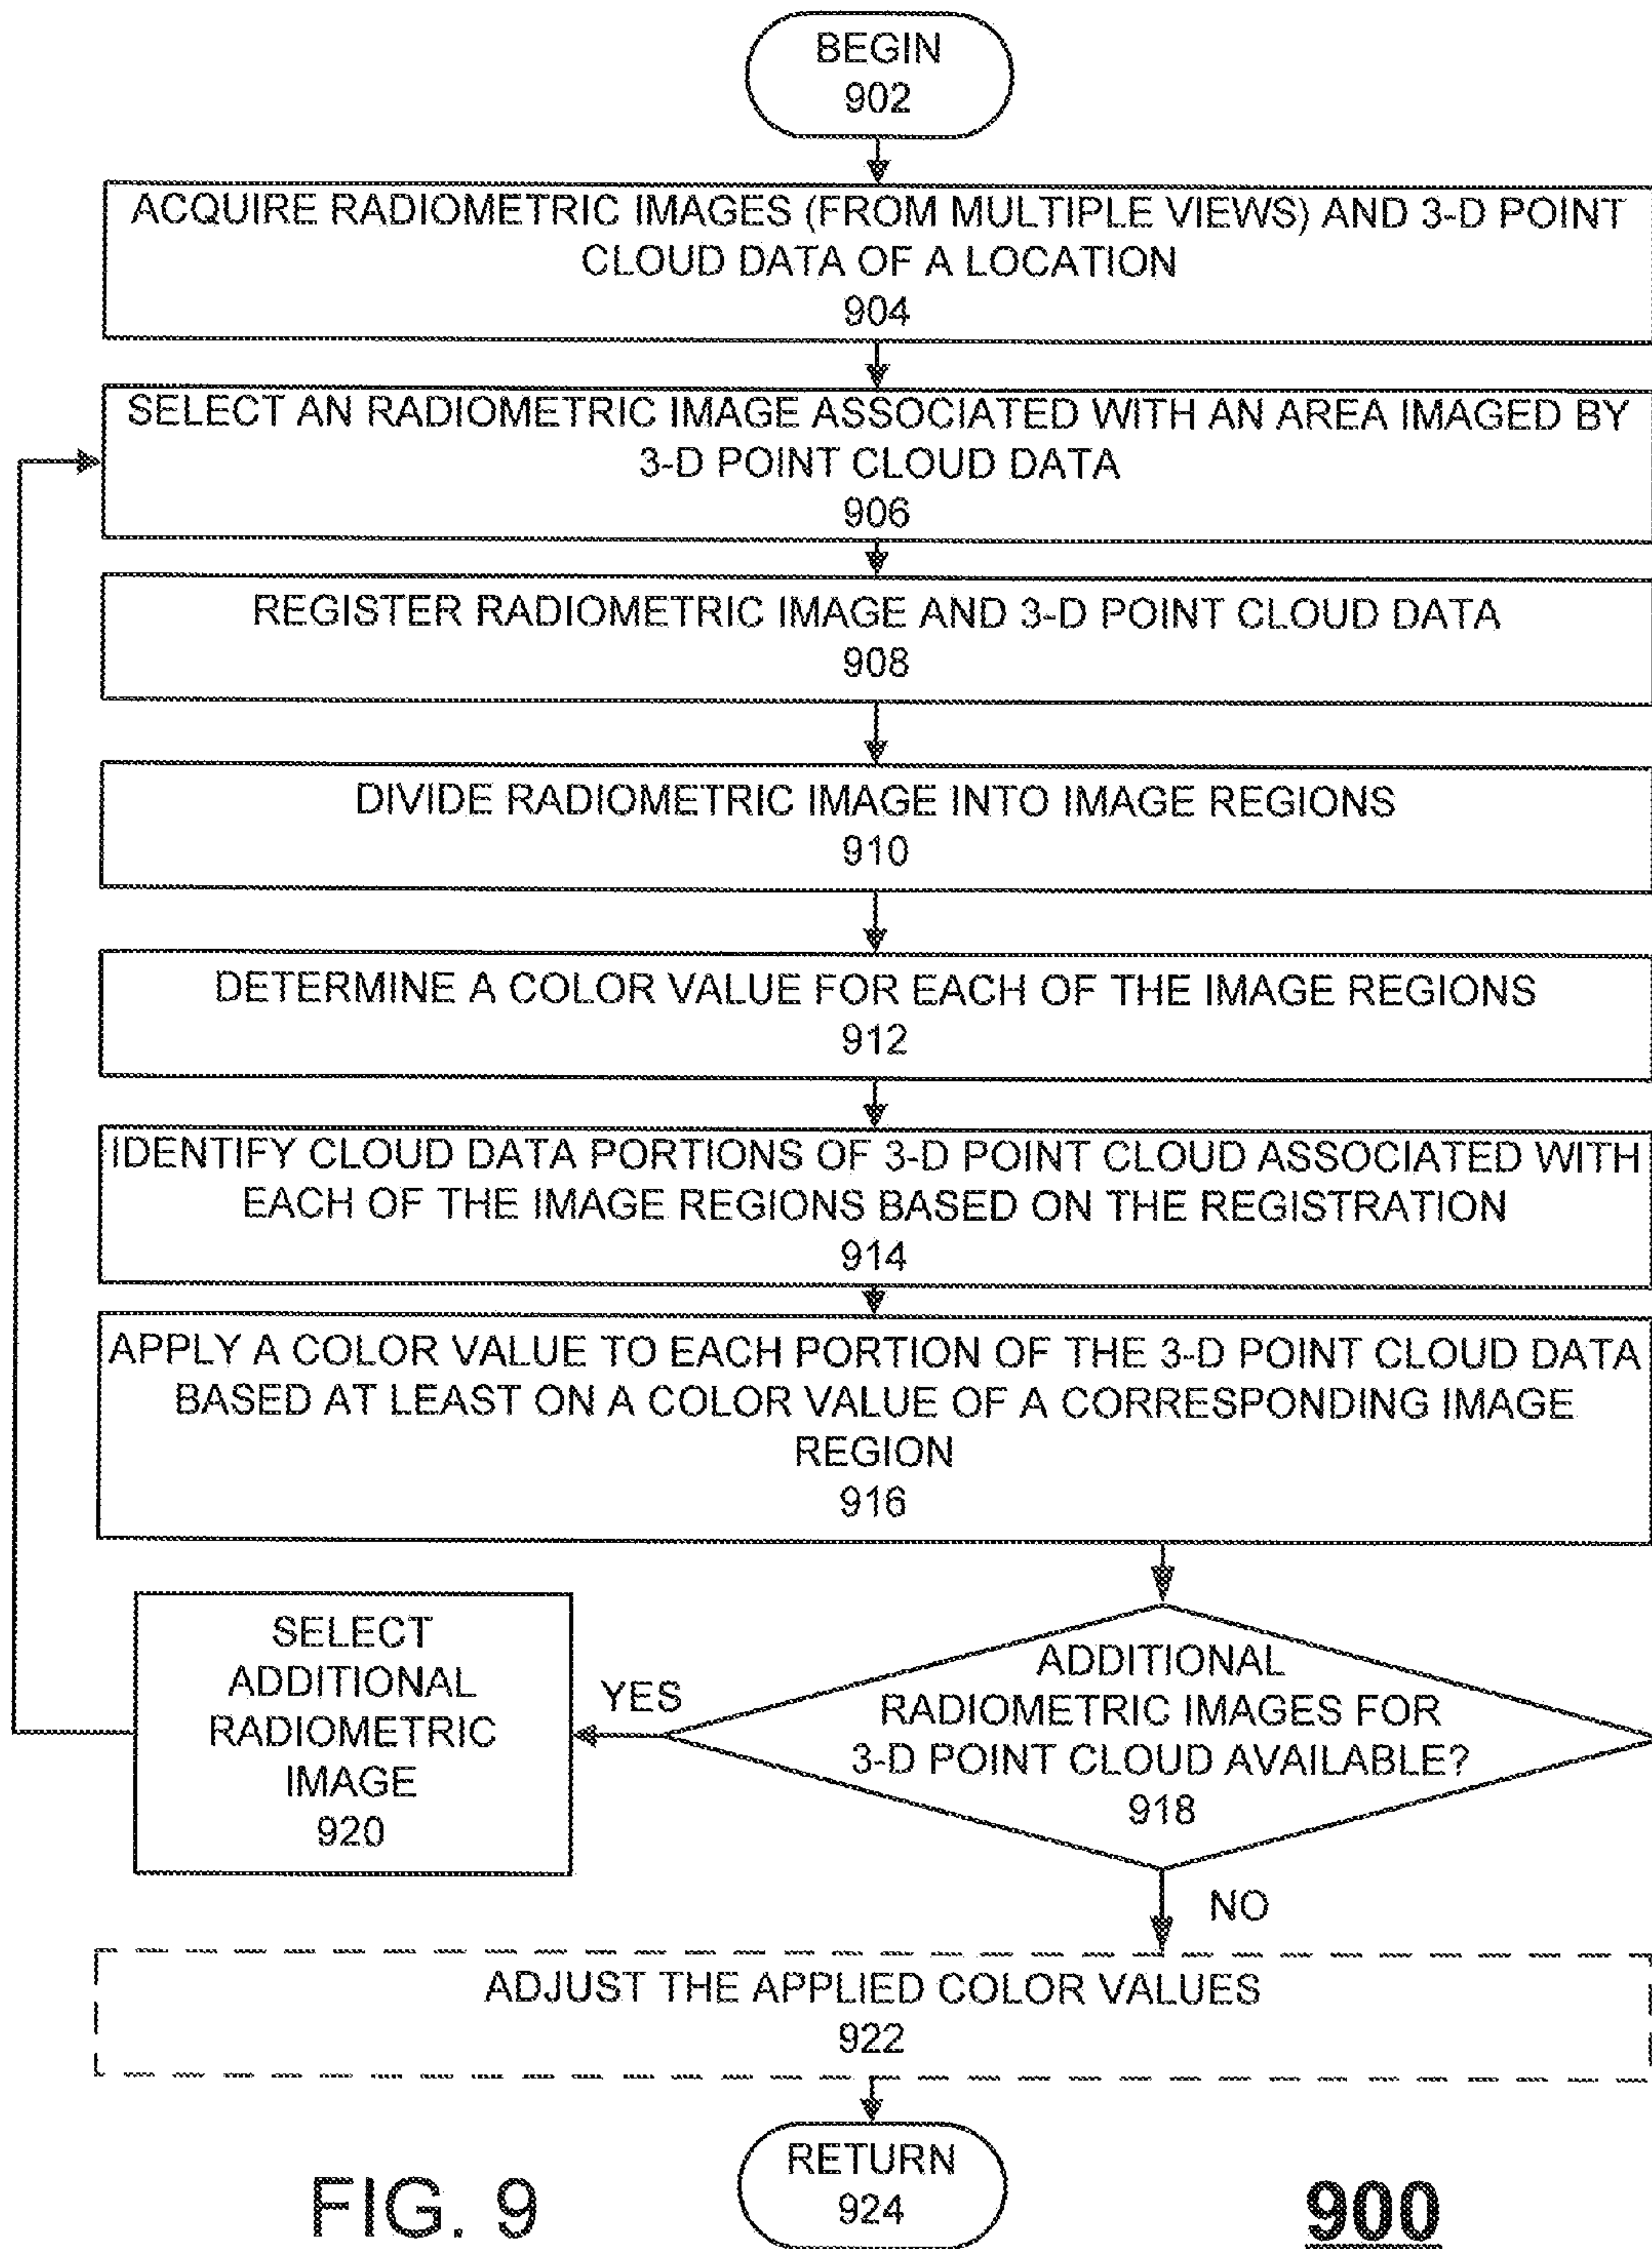 BEGIN
902
ACQUIRE RADIOMETRIC IMAGES (FROM MULTIPLE VIEWS) AND 3-D POINT
CLOUD DATA OF A LOCATION
904
SELECT AN RADIOMETRIC IMAGE ASSOCIATED WITH AN AREA IMAGED BY
3-D POINT CLOUD DATA
906
REGISTER RADIOMETRIC IMAGE AND 3-D POINT CLOUD DATA
908
DIVIDE RADIOMETRIC IMAGE INTO IMAGE REGIONS
910
DETERMINE A COLOR VALUE FOR EACH OF THE IMAGE REGIONS
912
IDENTIFY CLOUD DATA PORTIONS OF 3-D POINT CLOUD ASSOCIATED WITH
EACH OF THE IMAGE REGIONS BASED ON THE REGISTRATION
914
APPLY A COLOR VALUE TO EACH PORTION OF THE 3-D POINT CLOUD DATA
BASED AT LEAST ON A COLOR VALUE OF A CORRESPONDING IMAGE
REGION
916
ADDITIONAL
RADIOMETRIC IMAGES FOR
3-D POINT CLOUD AVAILABLE?
918
YES
SELECT
ADDITIONAL
RADIOMETRIC
IMAGE
920
NO
ADJUST THE APPLIED COLOR VALUES
922
RETURN
924
FIG. 9
900